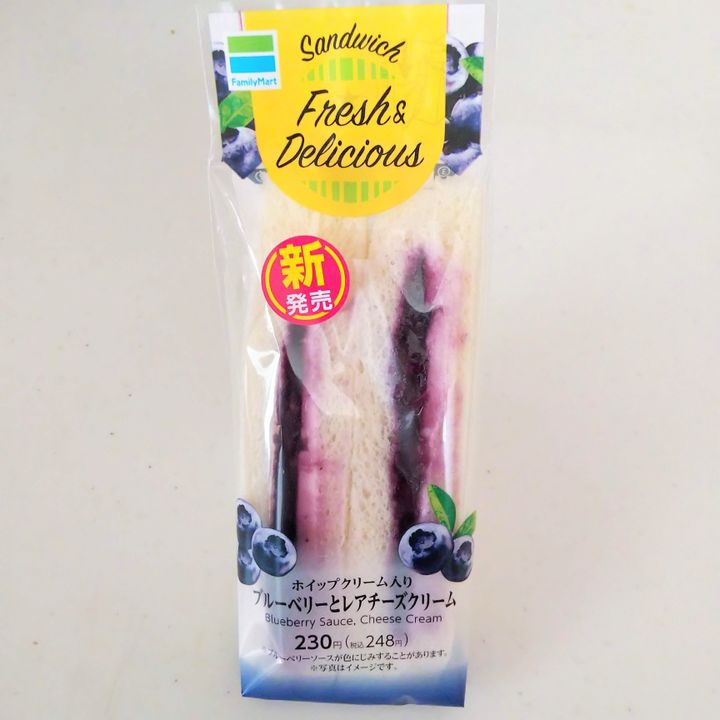 Sandwich
FamilyMart
Fresh &
Delicious
新
発売
ホイップクリーム入り
ブルーベリーとレアチーズクリーム
Blueberry Sauce, Cheese Cream
230円(税込248円)
※ブルーベリーソースが色にじみすることがあります。
※写真はイメージです。